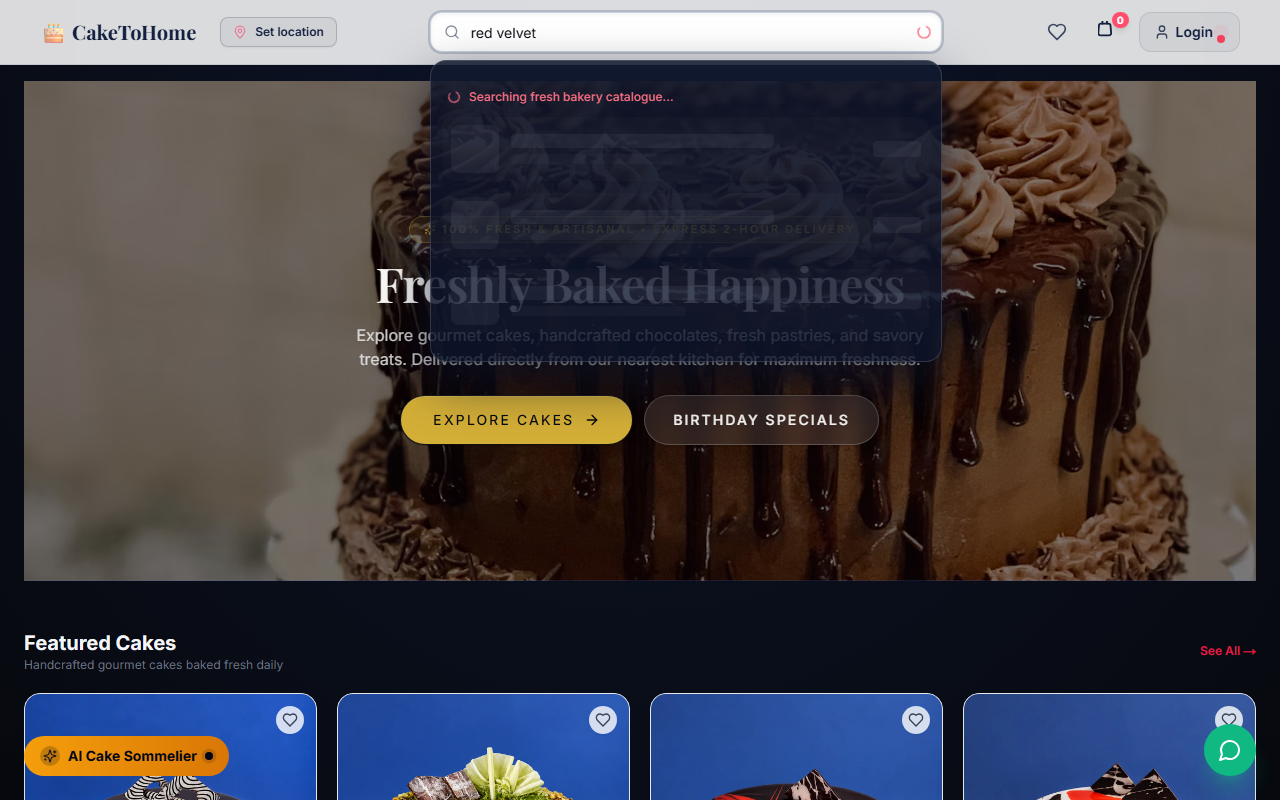 CakeToHome
Set location
red velvet
0
Login
Searching fresh bakery catalogue...
100% FRESH & ARTISANAL • EXPRESS 2-HOUR DELIVERY
Freshly Baked Happiness
Explore gourmet cakes, handcrafted chocolates, fresh pastries, and savory
treats. Delivered directly from our nearest kitchen for maximum freshness.
EXPLORE CAKES →
BIRTHDAY SPECIALS
Featured Cakes
Handcrafted gourmet cakes baked fresh daily
See All →
AI Cake Sommelier